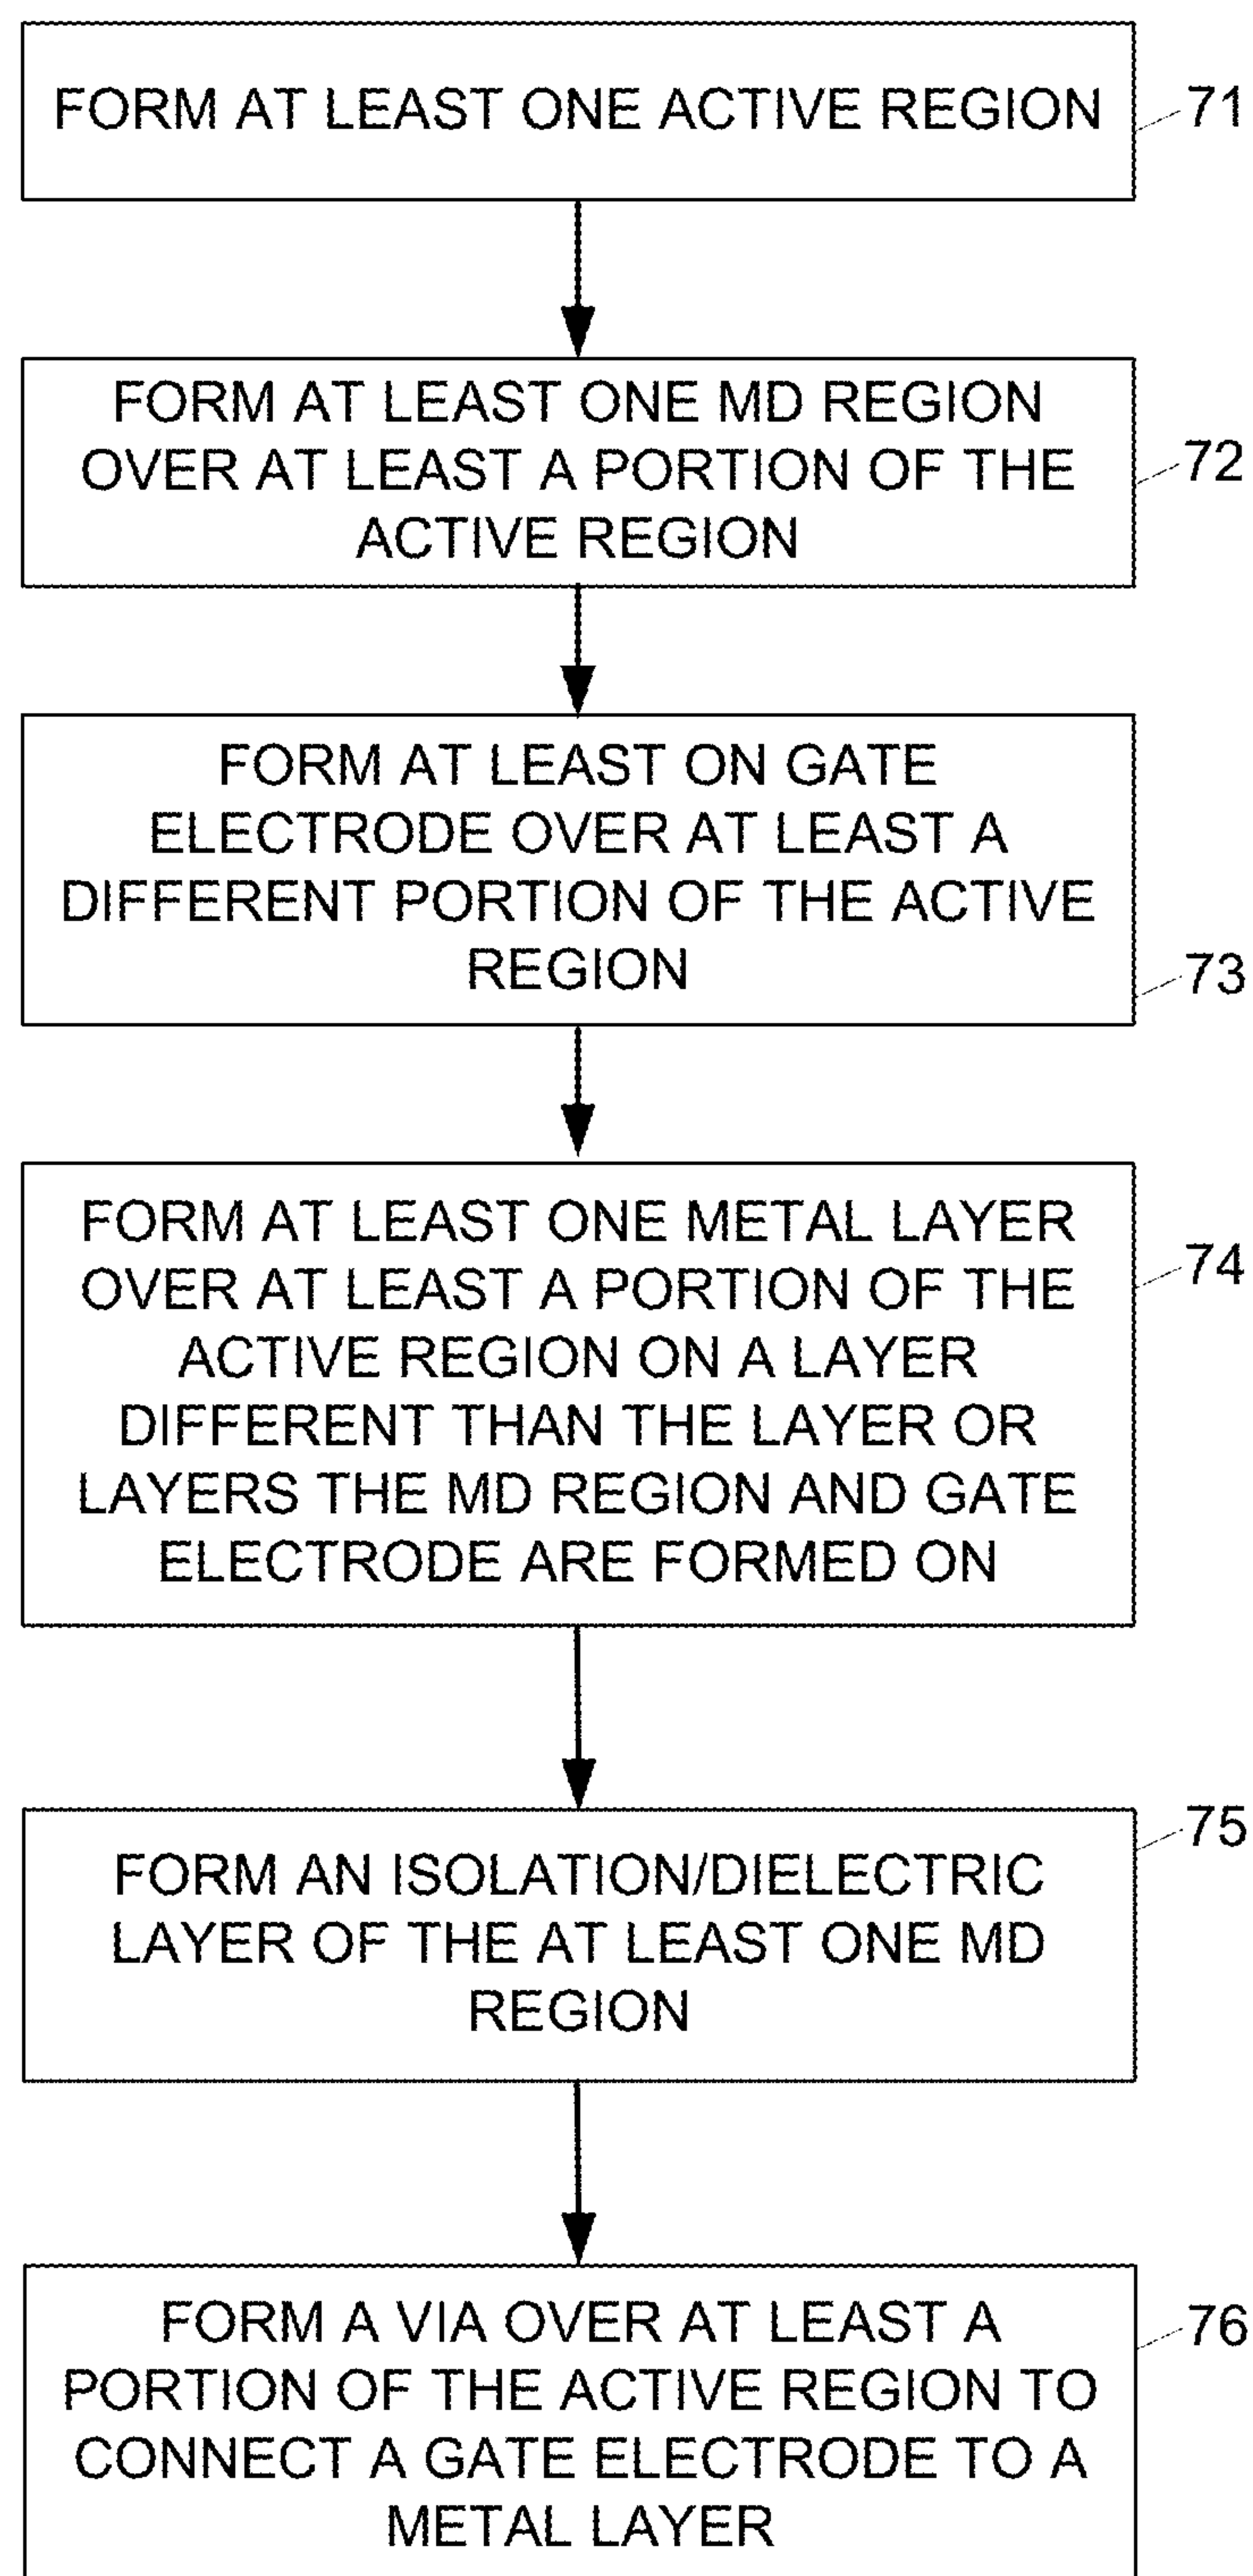 FORM AT LEAST ONE ACTIVE REGION
71
FORM AT LEAST ONE MD REGION
OVER AT LEAST A PORTION OF THE
ACTIVE REGION
72
FORM AT LEAST ON GATE
ELECTRODE OVER AT LEAST A
DIFFERENT PORTION OF THE ACTIVE
REGION
73
FORM AT LEAST ONE METAL LAYER
OVER AT LEAST A PORTION OF THE
ACTIVE REGION ON A LAYER
DIFFERENT THAN THE LAYER OR
LAYERS THE MD REGION AND GATE
ELECTRODE ARE FORMED ON
74
FORM AN ISOLATION/DIELECTRIC
LAYER OF THE AT LEAST ONE MD
REGION
75
FORM A VIA OVER AT LEAST A
PORTION OF THE ACTIVE REGION TO
CONNECT A GATE ELECTRODE TO A
METAL LAYER
76